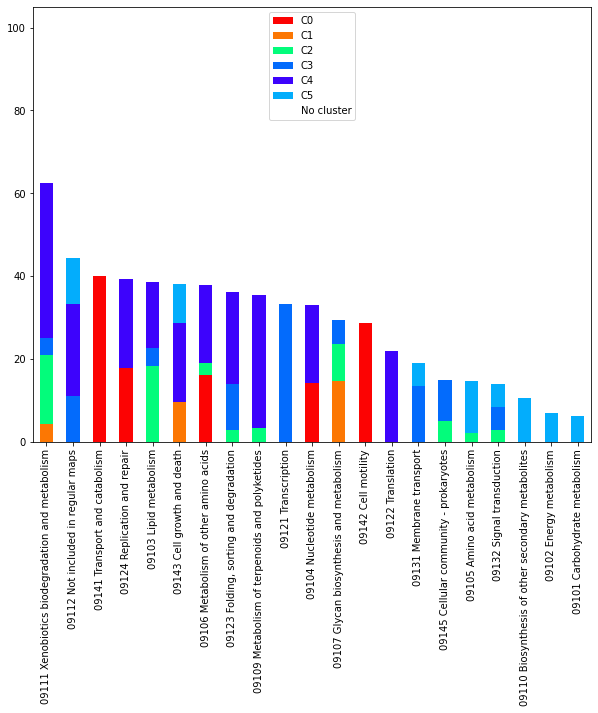 C0
C1
C2
C3
C4
C5
No cluster
100
80
60
40
20
0
09111 Xenobiotics biodegradation and metabolism
09112 Not included in regular maps
09141 Transport and catabolism
09124 Replication and repair
09103 Lipid metabolism
09143 Cell growth and death
09106 Metabolism of other amino acids
09123 Folding, sorting and degradation
09109 Metabolism of terpenoids and polyketides
09121 Transcription
09104 Nucleotide metabolism
09107 Glycan biosynthesis and metabolism
09142 Cell motility
09122 Translation
09131 Membrane transport
09145 Cellular community - prokaryotes
09105 Amino acid metabolism
09132 Signal transduction
09110 Biosynthesis of other secondary metabolites
09102 Energy metabolism
09101 Carbohydrate metabolism